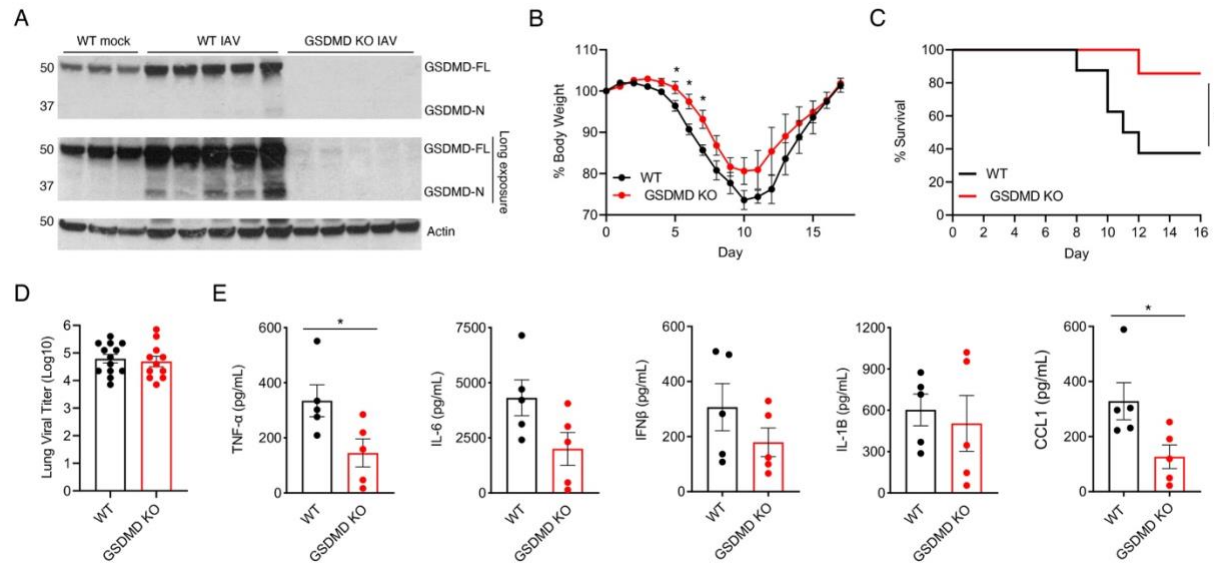 A
WT mock
WT IAV
GSDMD KO IAV
50
GSDMD-FL
37
GSDMD-N
50
GSDMD-FL
Long exposure
37
GSDMD-N
50
Actin
B
% Body Weight
110
100
90
80
70
* * *
WT
GSDMD KO
0 5 10 15
Day
C
% Survival
100
80
60
40
20
0
WT
GSDMD KO
0 2 4 6 8 10 12 14 16
Day
D
Lung Viral Titer (Log10)
6
5
4
3
2
1
0
WT
GSDMD KO
E
TNF-α (pg/mL)
600
400
200
0
*
WT
GSDMD KO
IL-6 (pg/mL)
7500
5000
2500
0
WT
GSDMD KO
IFNβ (pg/mL)
600
400
200
0
WT
GSDMD KO
IL-1B (pg/mL)
1200
900
600
300
0
WT
GSDMD KO
CCL1 (pg/mL)
600
400
200
0
*
WT
GSDMD KO